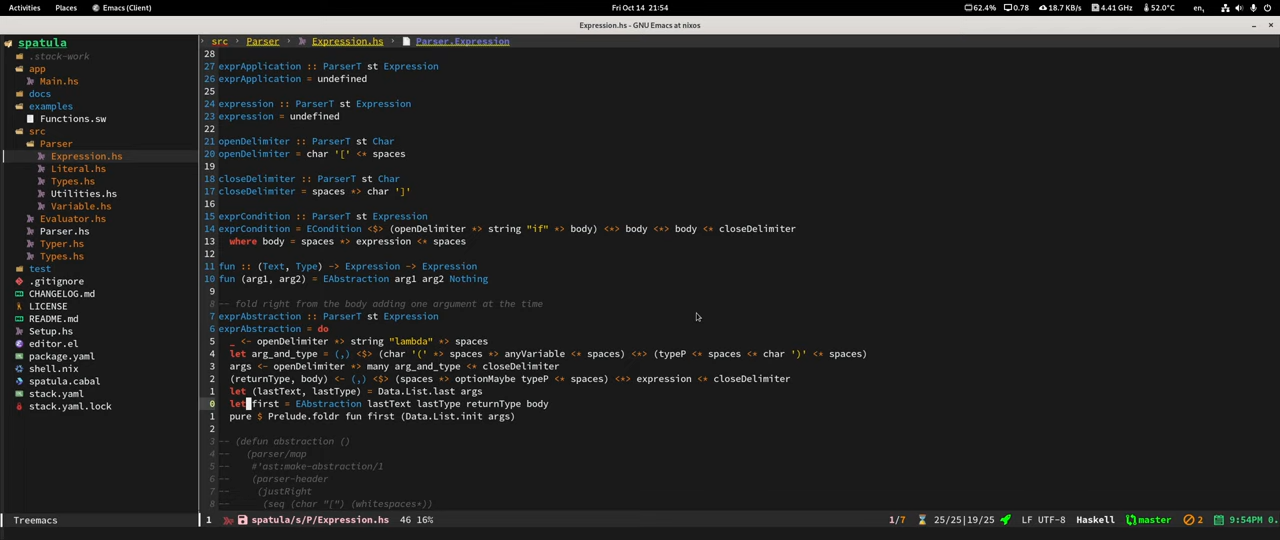 Activities Places Emacs (Client) Fri Oct 14 21:54 62.4% 0.78 18.7 KB/s 4.41 GHz 52.0°C en₁
Expression.hs - GNU Emacs at nixos
spatula
.stack-work
app
Main.hs
docs
examples
Functions.sw
src
Parser
Expression.hs
Literal.hs
Types.hs
Utilities.hs
Variable.hs
Evaluator.hs
Parser.hs
Typer.hs
Types.hs
test
.gitignore
CHANGELOG.md
LICENSE
README.md
Setup.hs
editor.el
package.yaml
shell.nix
spatula.cabal
stack.yaml
stack.yaml.lock
Treemacs
src › Parser › Expression.hs › Parser.Expression
28
27 exprApplication :: ParserT st Expression
26 exprApplication = undefined
25
24 expression :: ParserT st Expression
23 expression = undefined
22
21 openDelimiter :: ParserT st Char
20 openDelimiter = char '[' <* spaces
19
18 closeDelimiter :: ParserT st Char
17 closeDelimiter = spaces *> char ']'
16
15 exprCondition :: ParserT st Expression
14 exprCondition = ECondition <$> (openDelimiter *> string "if" *> body) <*> body <*> body <* closeDelimiter
13 where body = spaces *> expression <* spaces
12
11 fun :: (Text, Type) -> Expression -> Expression
10 fun (arg1, arg2) = EAbstraction arg1 arg2 Nothing
9
8 -- fold right from the body adding one argument at the time
7 exprAbstraction :: ParserT st Expression
6 exprAbstraction = do
5 _ <- openDelimiter *> string "lambda" *> spaces
4 let arg_and_type = (,) <$> (char '(' *> spaces *> anyVariable <* spaces) <*> (typeP <* spaces <* char ')' <* spaces)
3 args <- openDelimiter *> many arg_and_type <* closeDelimiter
2 (returnType, body) <- (,) <$> (spaces *> optionMaybe typeP <* spaces) <*> expression <* closeDelimiter
1 let (lastText, lastType) = Data.List.last args
0 let first = EAbstraction lastText lastType returnType body
1 pure $ Prelude.foldr fun first (Data.List.init args)
2
3 -- (defun abstraction ()
4 -- (parser/map
5 -- #'ast:make-abstraction/1
6 -- (parser-header
7 -- (justRight
8 -- (seq (char "[") (whitespaces*))
1 spatula/s/P/Expression.hs 46 16% 1/7 25/25|19/25 LF UTF-8 Haskell master 2 9:54PM 0.